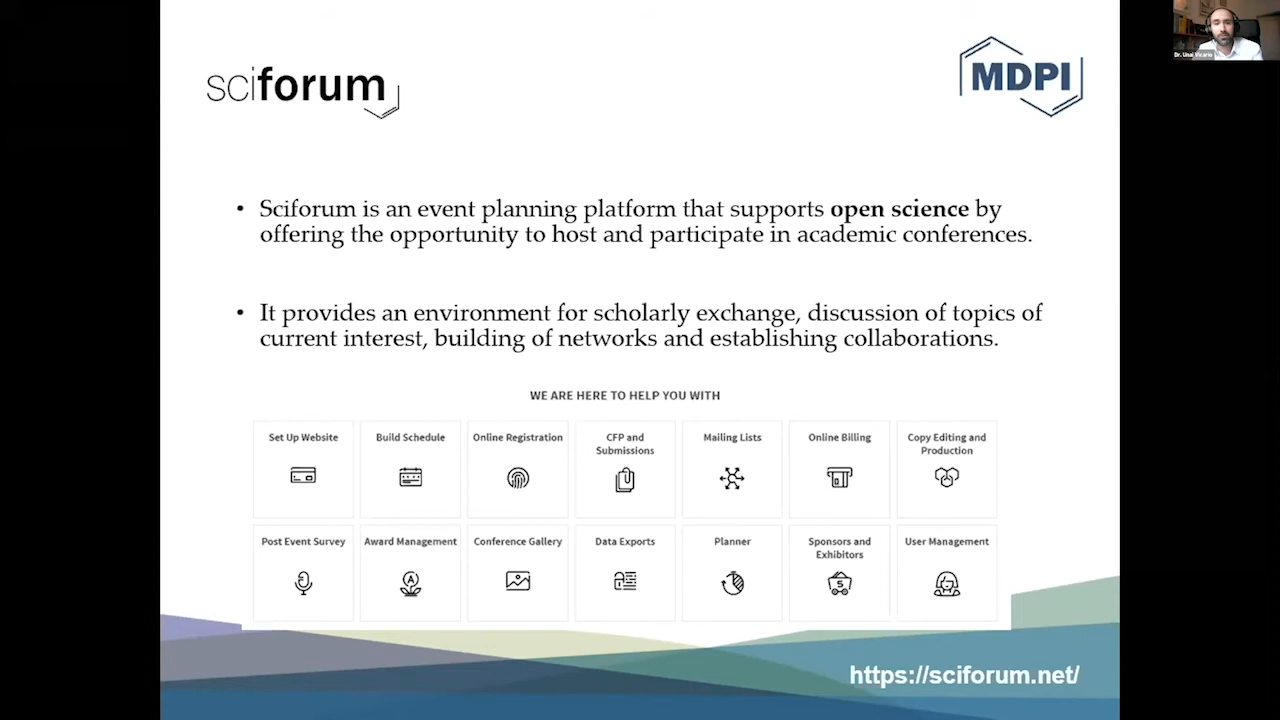 sciforum
MDPI
Dr. Unai Vicario
• Sciforum is an event planning platform that supports open science by
offering the opportunity to host and participate in academic conferences.
• It provides an environment for scholarly exchange, discussion of topics of
current interest, building of networks and establishing collaborations.
WE ARE HERE TO HELP YOU WITH
Set Up Website
Build Schedule
Online Registration
CFP and
Submissions
Mailing Lists
Online Billing
Copy Editing and
Production
Post Event Survey
Award Management
A
Conference Gallery
Data Exports
Planner
Sponsors and
Exhibitors
S
User Management
https://sciforum.net/